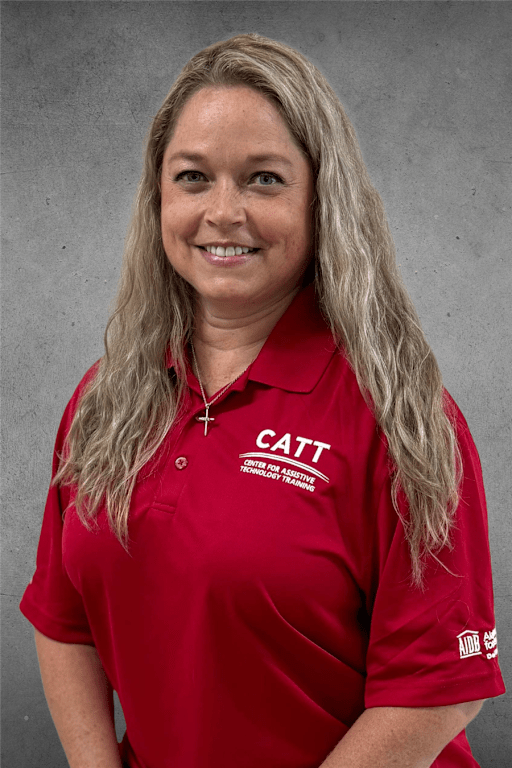 CATT
CENTER FOR ASSISTIVE
TECHNOLOGY TRAINING
AIDB